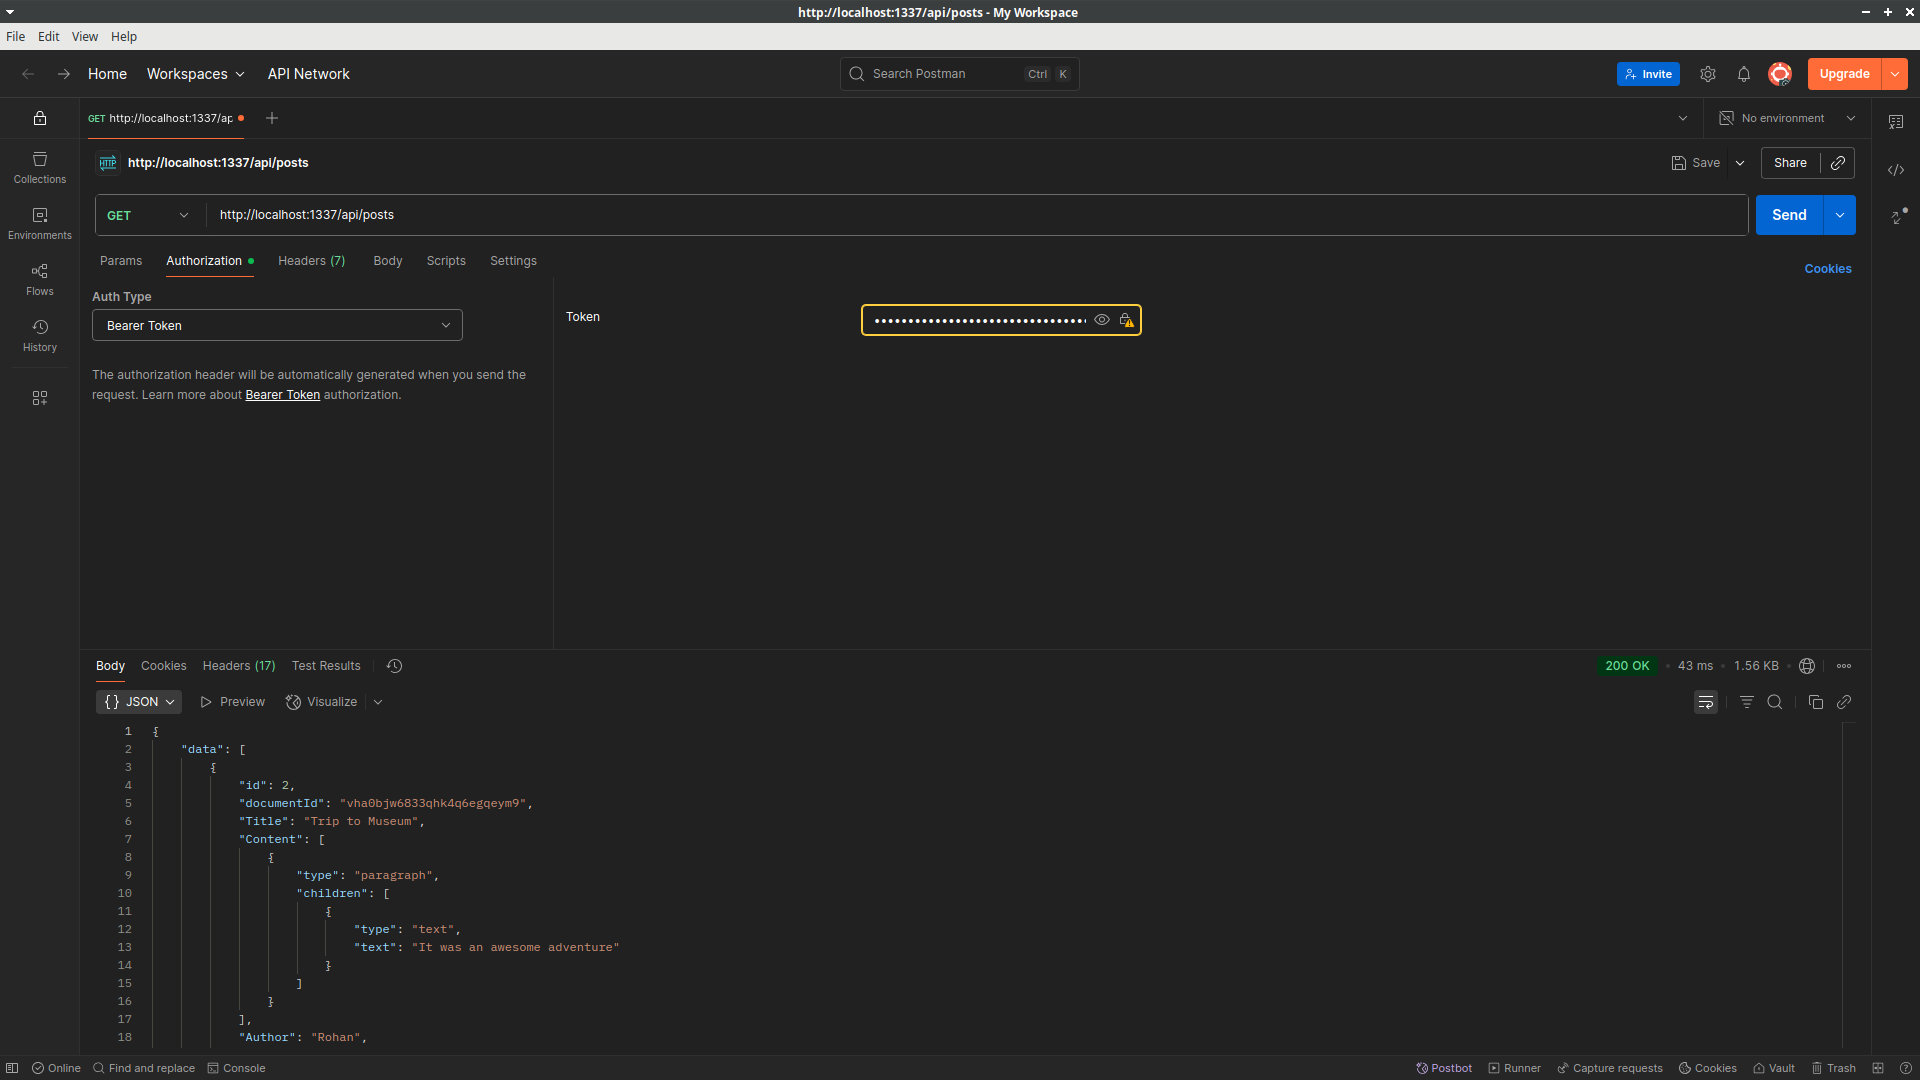 http://localhost:1337/api/posts - My Workspace
File Edit View Help
Home Workspaces API Network
Search Postman Ctrl K
Invite
Upgrade
GET http://localhost:1337/ap
No environment
HTTP http://localhost:1337/api/posts
Save
Share
GET http://localhost:1337/api/posts
Send
Params Authorization Headers (7) Body Scripts Settings
Cookies
Collections
Environments
Flows
History
Auth Type
Bearer Token
The authorization header will be automatically generated when you send the
request. Learn more about Bearer Token authorization.
Token
••••••••••••••••••••••••••••••••
Body Cookies Headers (17) Test Results
200 OK • 43 ms • 1.56 KB •
{} JSON Preview Visualize
1 {
2 "data": [
3 {
4 "id": 2,
5 "documentId": "vha0bjw6833qhk4q6egqeym9",
6 "Title": "Trip to Museum",
7 "Content": [
8 {
9 "type": "paragraph",
10 "children": [
11 {
12 "type": "text",
13 "text": "It was an awesome adventure"
14 }
15 ]
16 }
17 ],
18 "Author": "Rohan",
Online Find and replace Console
Postbot Runner Capture requests Cookies Vault Trash